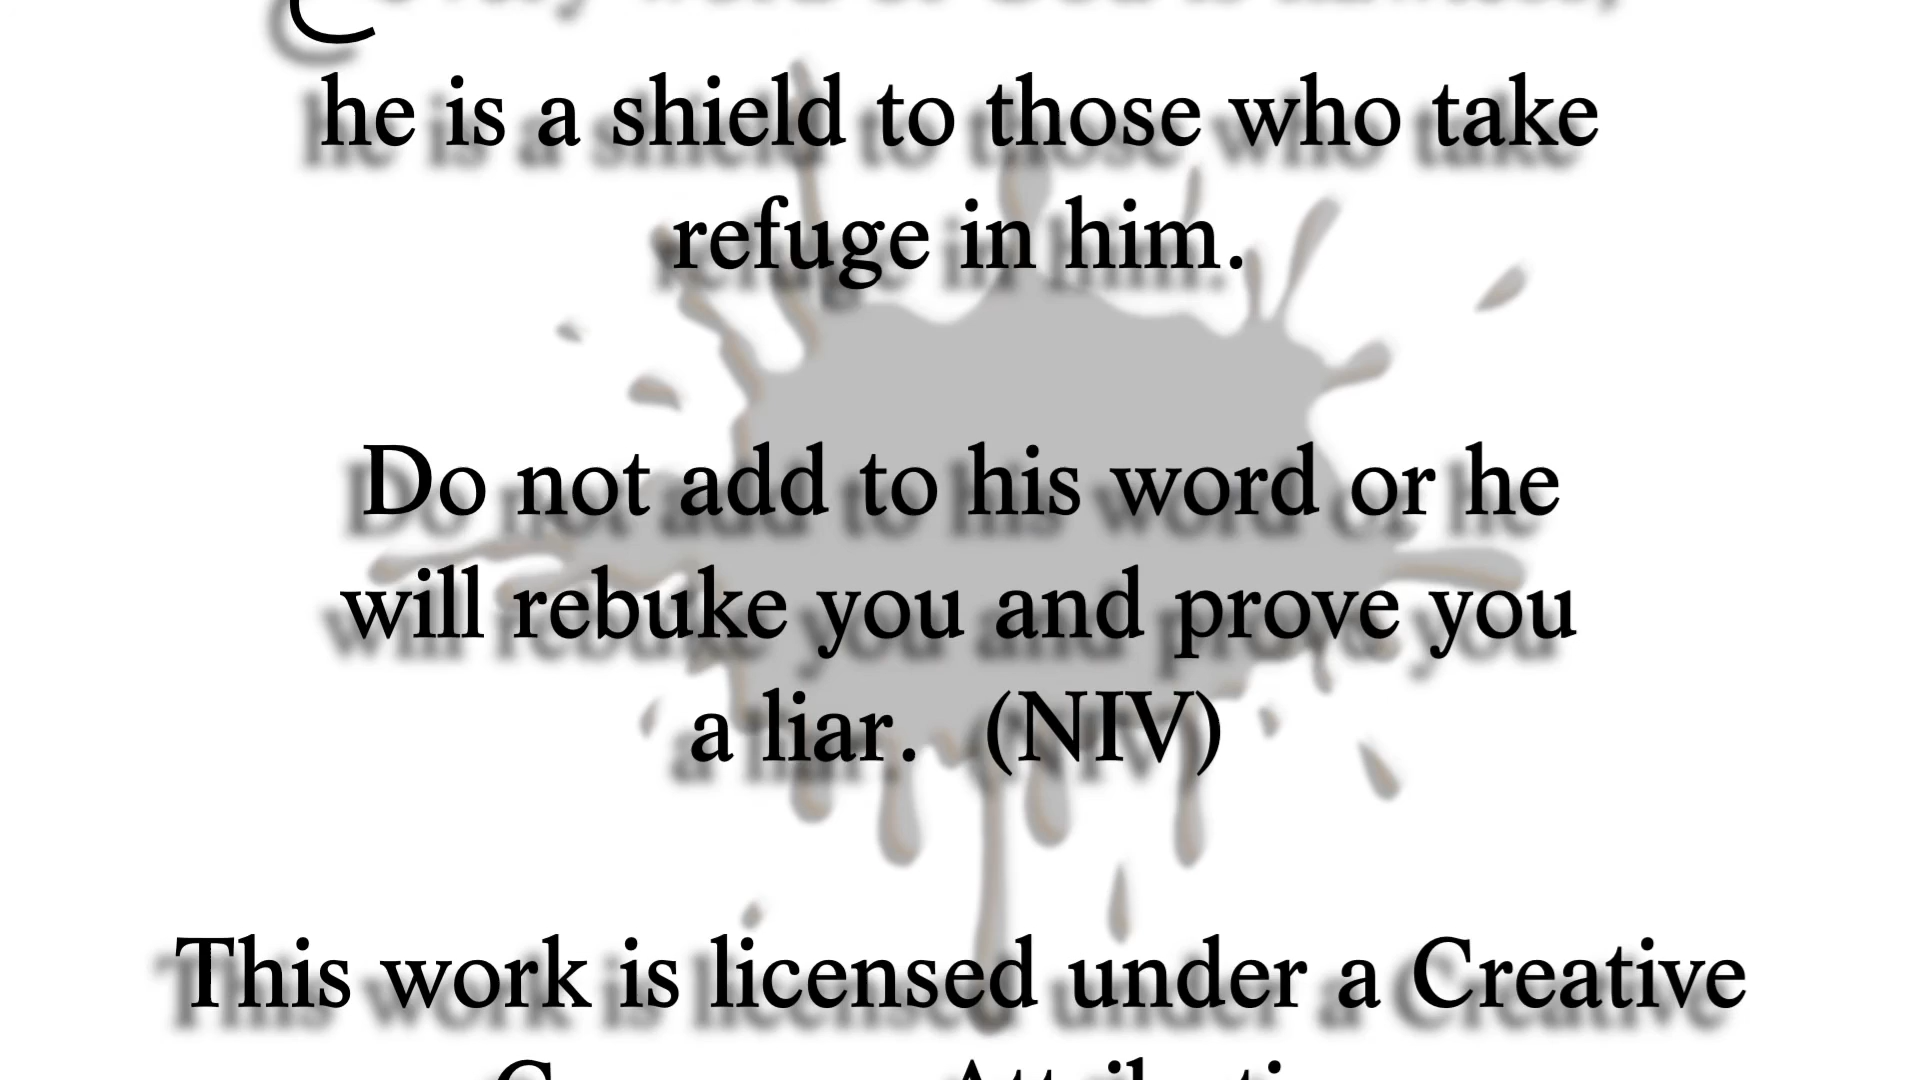 he is a shield to those who take
refuge in him.
Do not add to his word or he
will rebuke you and prove you
a liar. (NIV)
This work is licensed under a Creative